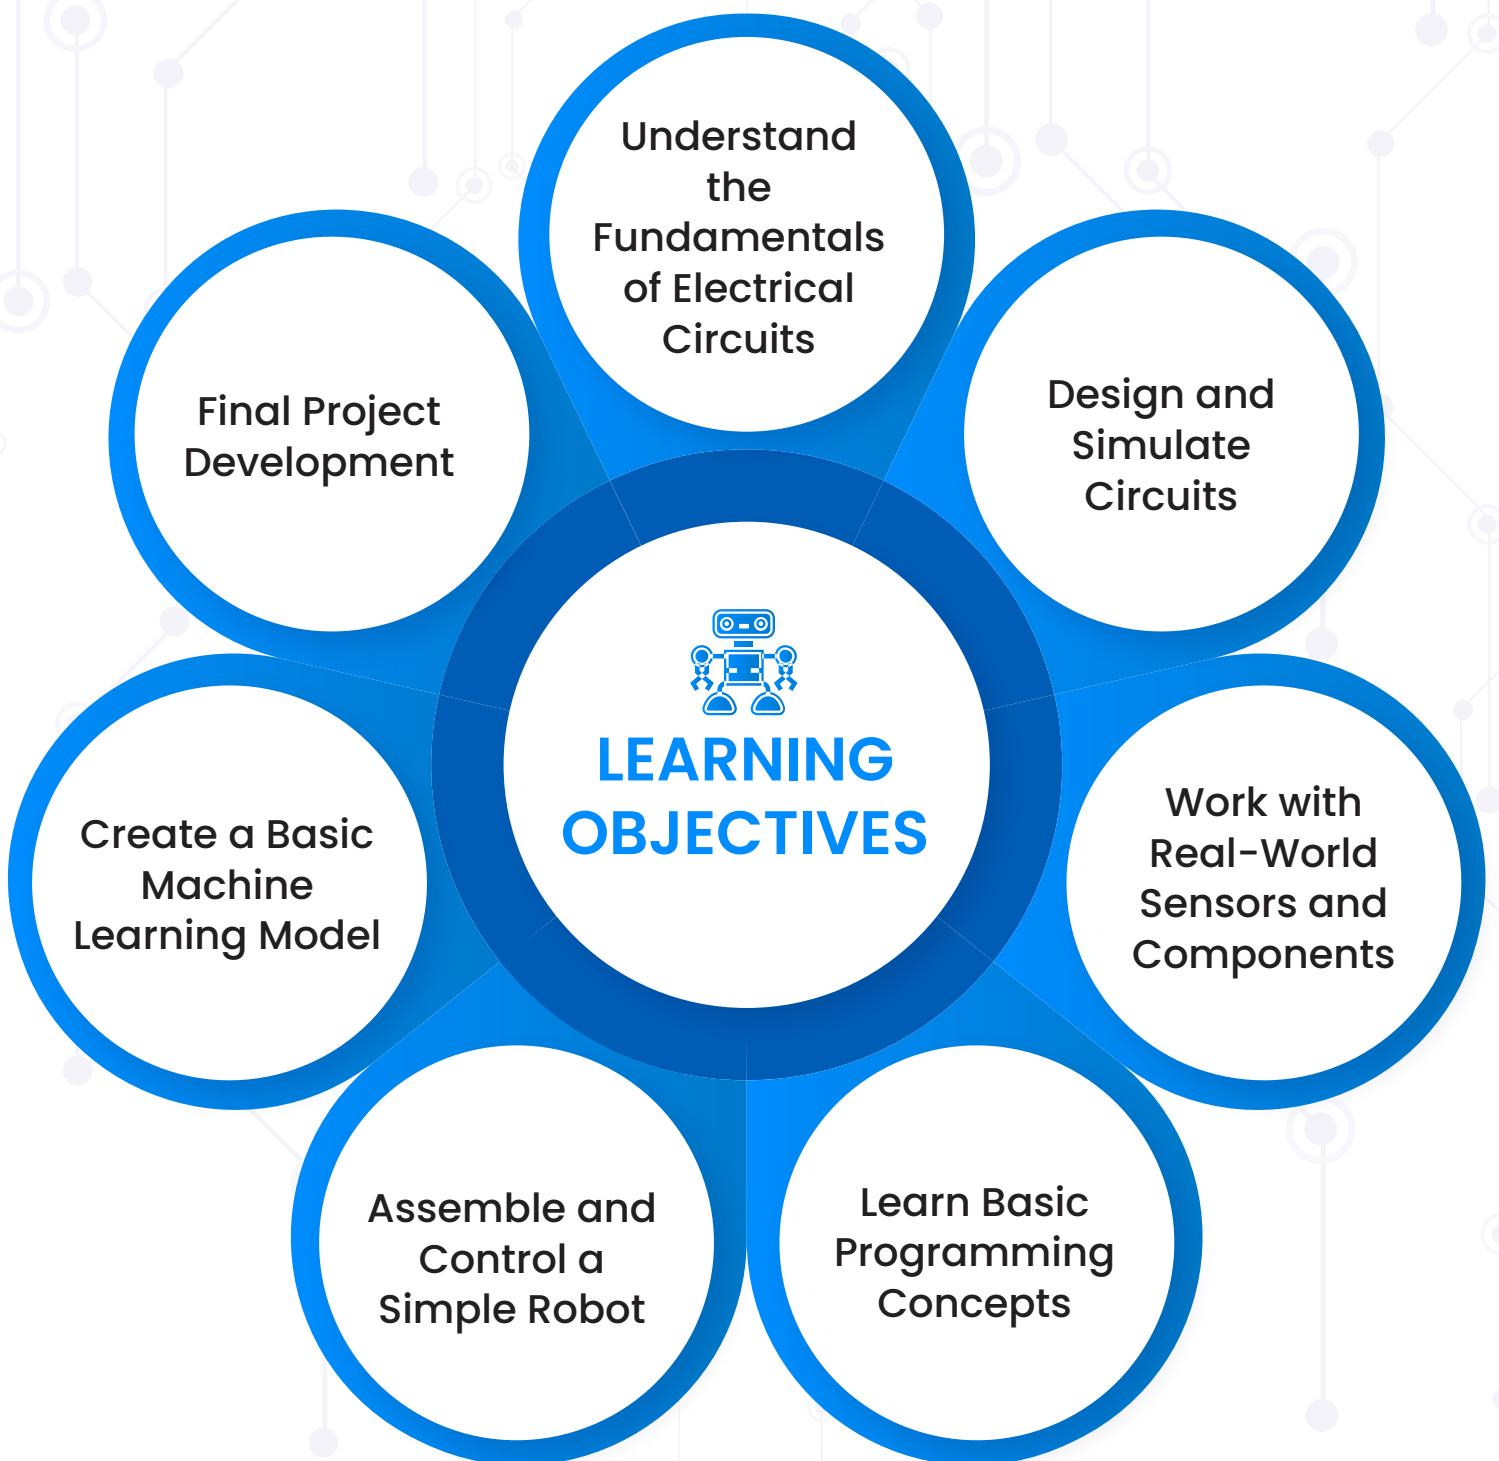 Understand
the
Fundamentals
of Electrical
Circuits
Design and
Simulate
Circuits
Work with
Real-World
Sensors and
Components
Learn Basic
Programming
Concepts
Assemble and
Control a
Simple Robot
Create a Basic
Machine
Learning Model
Final Project
Development
LEARNING
OBJECTIVES